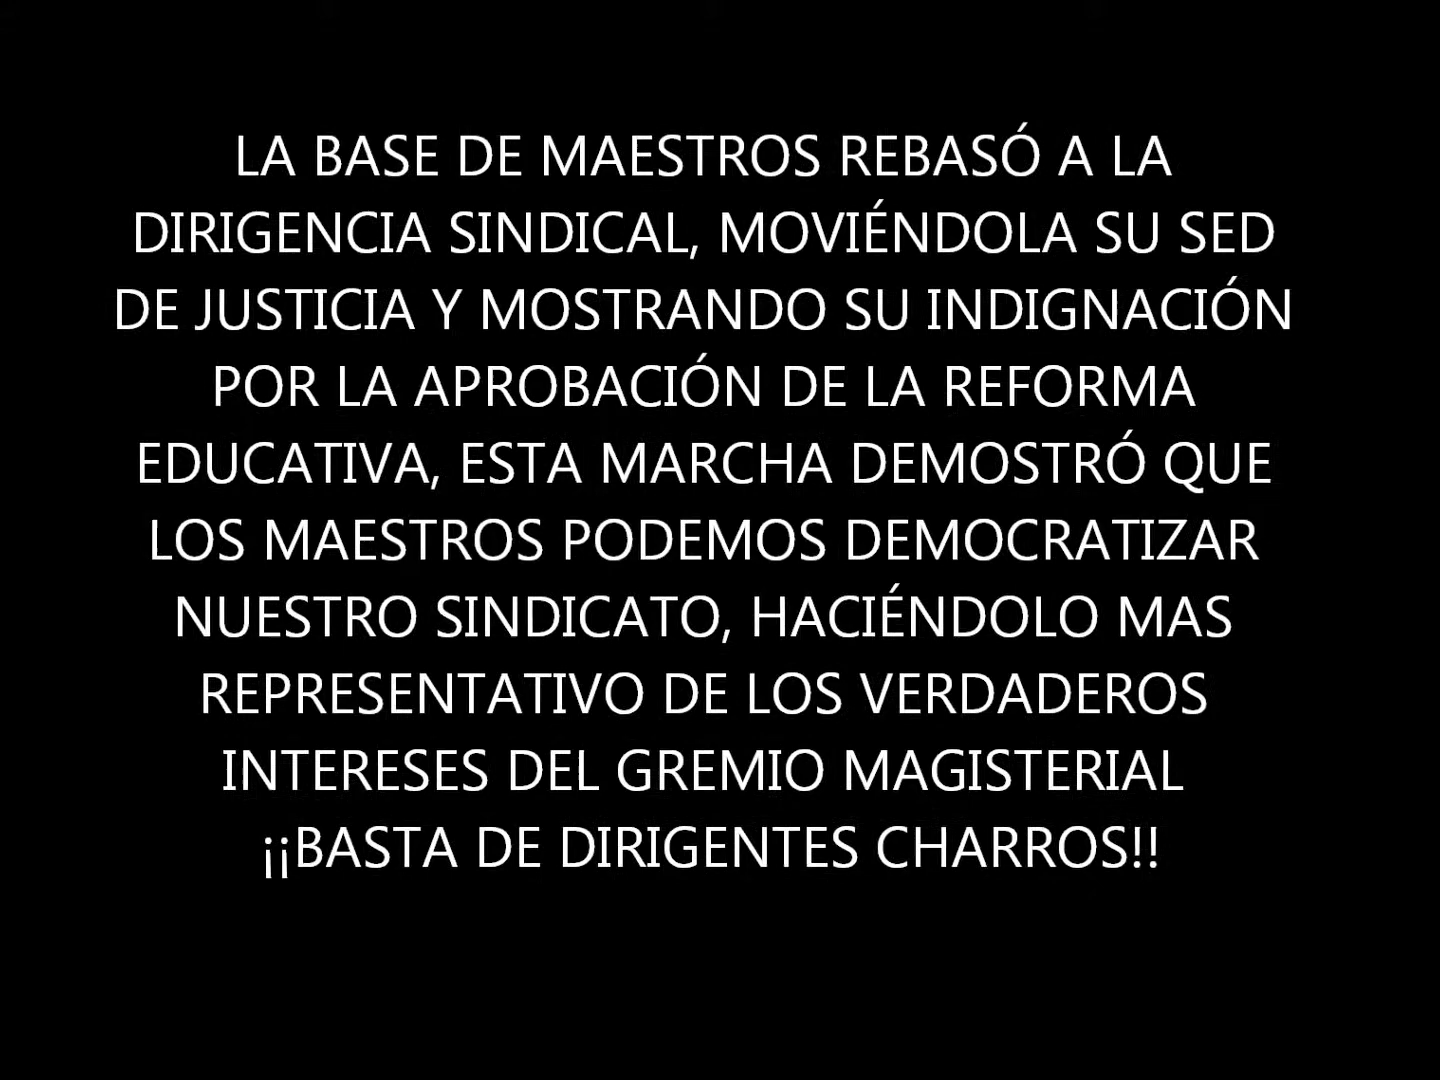 LA BASE DE MAESTROS REBASÓ A LA
DIRIGENCIA SINDICAL, MOVIÉNDOLA SU SED
DE JUSTICIA Y MOSTRANDO SU INDIGNACIÓN
POR LA APROBACIÓN DE LA REFORMA
EDUCATIVA, ESTA MARCHA DEMOSTRÓ QUE
LOS MAESTROS PODEMOS DEMOCRATIZAR
NUESTRO SINDICATO, HACIÉNDOLO MAS
REPRESENTATIVO DE LOS VERDADEROS
INTERESES DEL GREMIO MAGISTERIAL
¡¡BASTA DE DIRIGENTES CHARROS!!